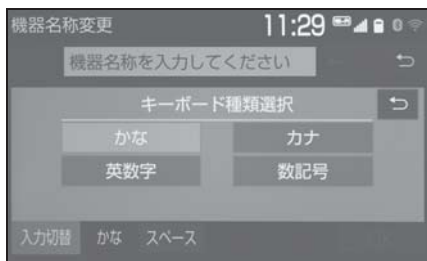 機器名称変更 11:29
機器名称を入力してください
キーボード種類選択
かな カナ
英数字 数記号
入力切替 かな スペース